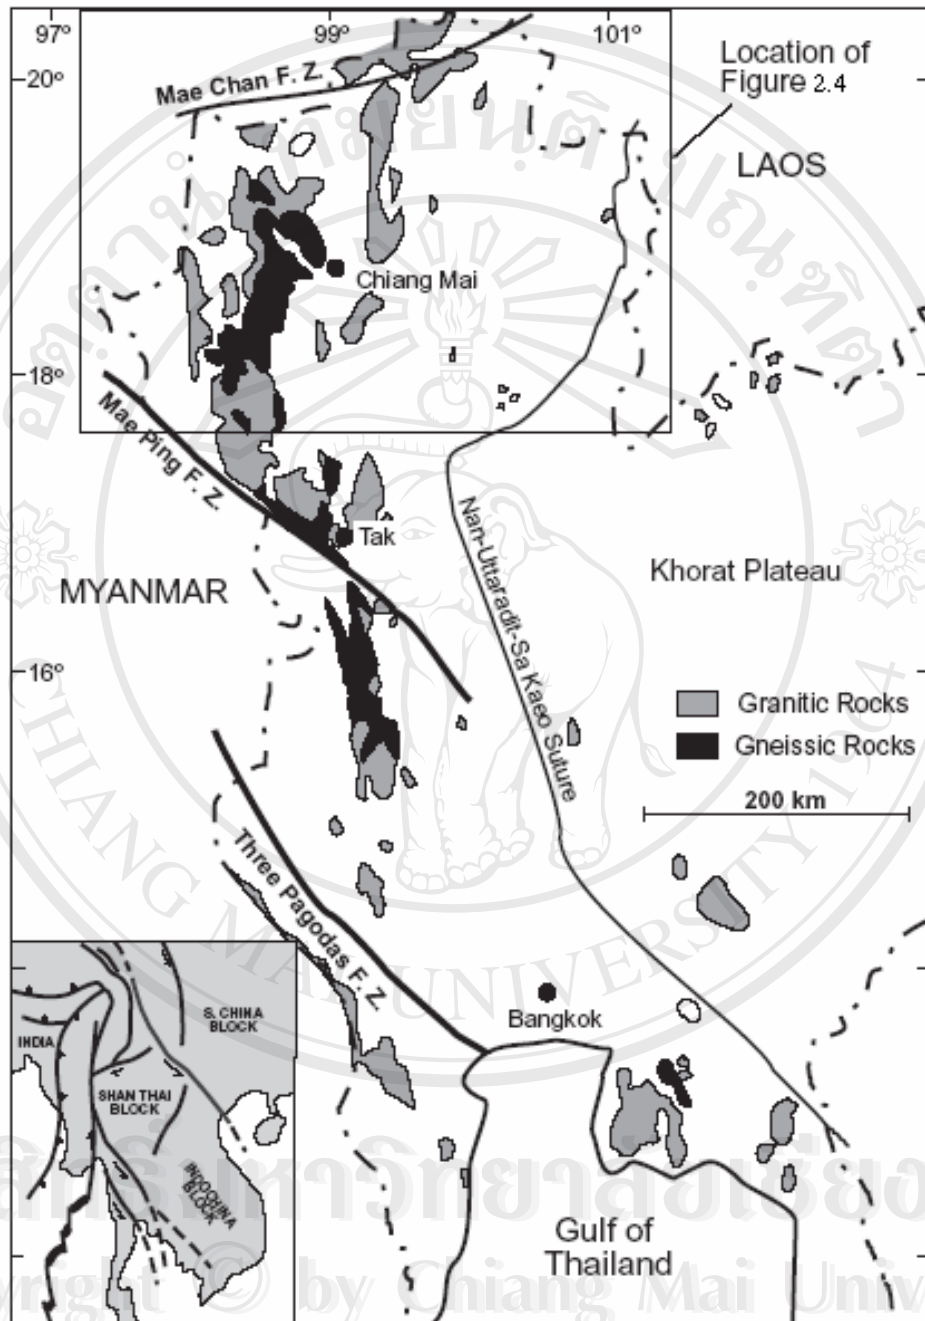 97° 99° 101°
20°
18°
16°
Mae Chan F. Z.
Location of
Figure 2.4
LAOS
Chiang Mai
Mae Ping F. Z.
Tak
MYANMAR
Nan-Uttaradit-Sa Kaeo Suture
Khorat Plateau
Granitic Rocks
Gneissic Rocks
200 km
Three Pagodas F. Z.
Bangkok
Gulf of
Thailand
S. CHINA
BLOCK
INDIA
SHAN THAI
BLOCK
INDOCHINA
BLOCK
CHIANG MAI UNIVERSITY 1964
by Chiang Mai